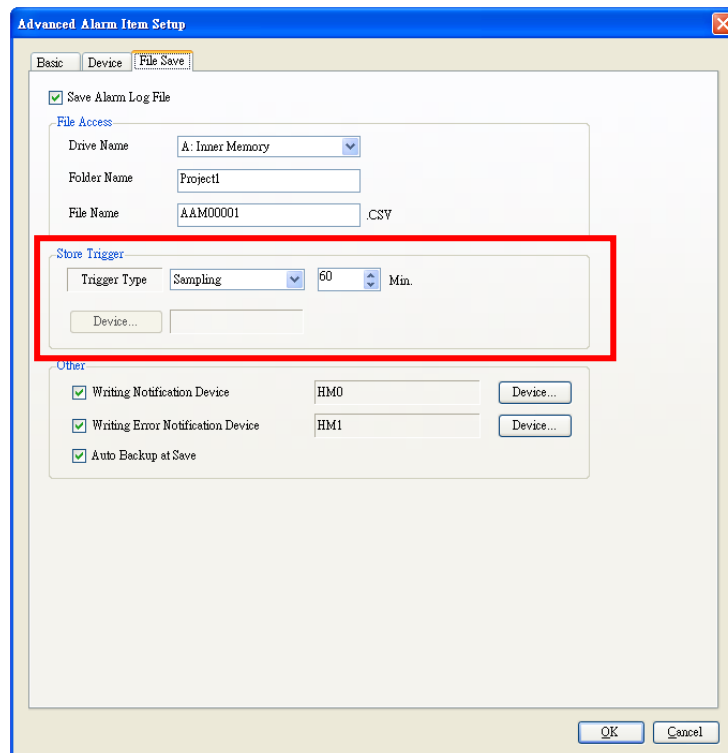 Advanced Alarm Item Setup
Basic Device File Save
Save Alarm Log File
File Access
Drive Name A: Inner Memory
Folder Name Project1
File Name AAM00001 .CSV
Store Trigger
Trigger Type Sampling 60 Min.
Device...
Other
Writing Notification Device HM0 Device...
Writing Error Notification Device HM1 Device...
Auto Backup at Save
OK Cancel